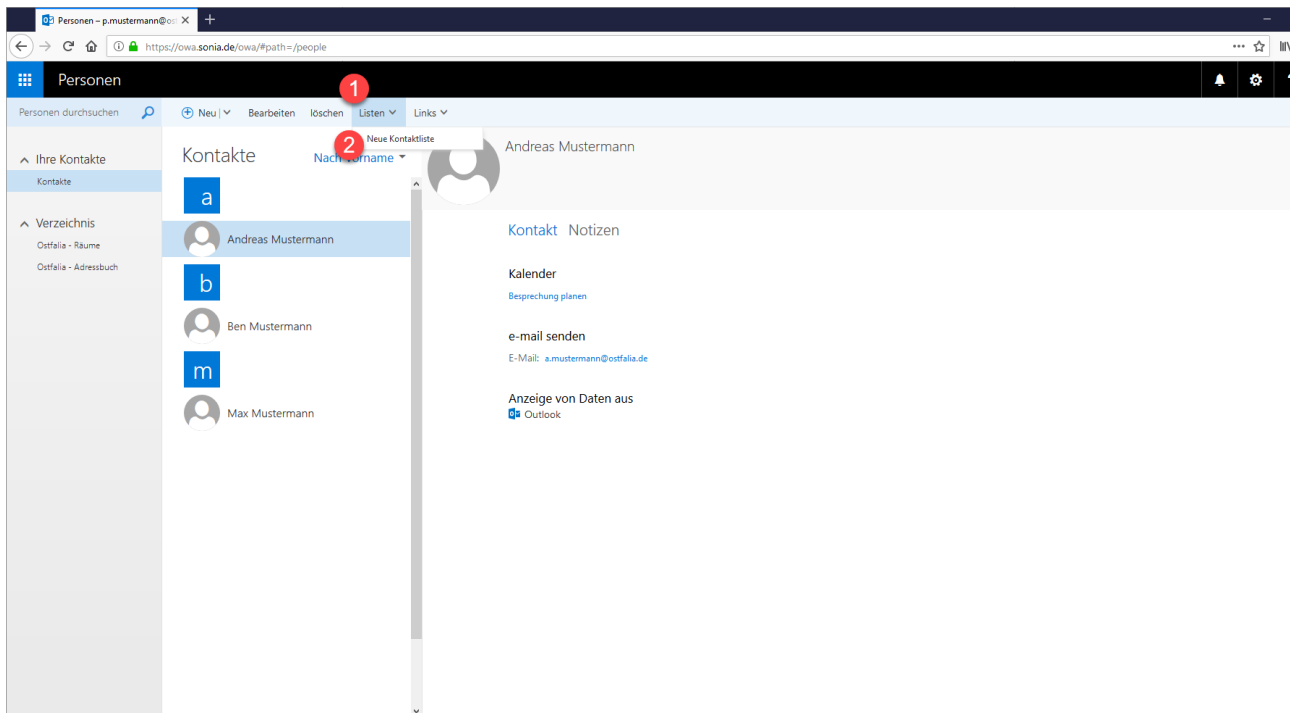 Personen – p.mustermann@os
https://owa.sonia.de/owa/#path=/people
Personen
1
Personen durchsuchen
Neu
Bearbeiten
löschen
Listen
Links
2
Neue Kontaktliste
Ihre Kontakte
Kontakte
Verzeichnis
Ostfalia - Räume
Ostfalia - Adressbuch
Kontakte
Nach Vorname
a
Andreas Mustermann
b
Ben Mustermann
m
Max Mustermann
Andreas Mustermann
Kontakt Notizen
Kalender
Besprechung planen
e-mail senden
E-Mail: a.mustermann@ostfalia.de
Anzeige von Daten aus
Outlook